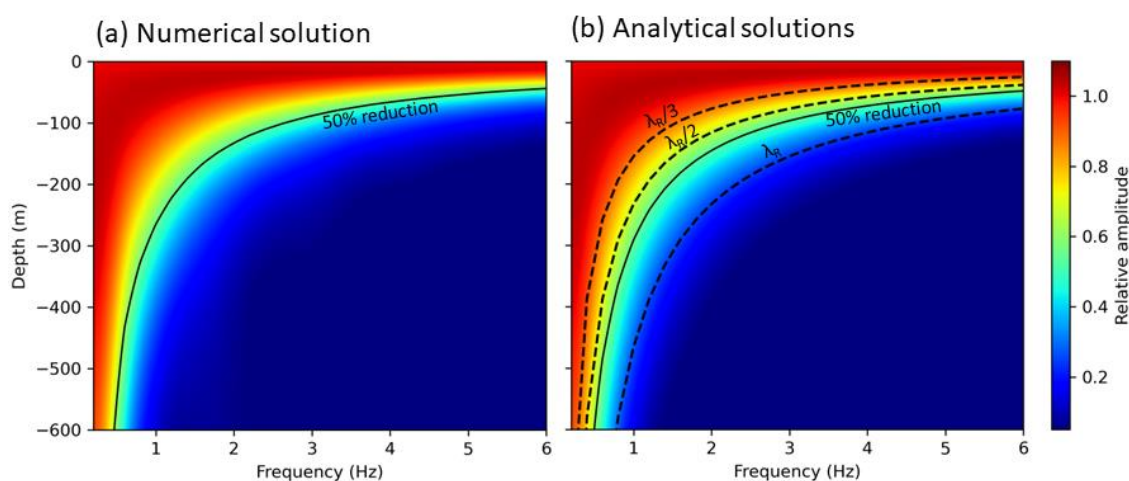 (a) Numerical solution
(b) Analytical solutions
0
−100
−200
−300
−400
−500
−600
Depth (m)
50% reduction
1
2
3
4
5
6
Frequency (Hz)
λR/3
λR/2
50% reduction
λR
1
2
3
4
5
6
Frequency (Hz)
1.0
0.8
0.6
0.4
0.2
Relative amplitude